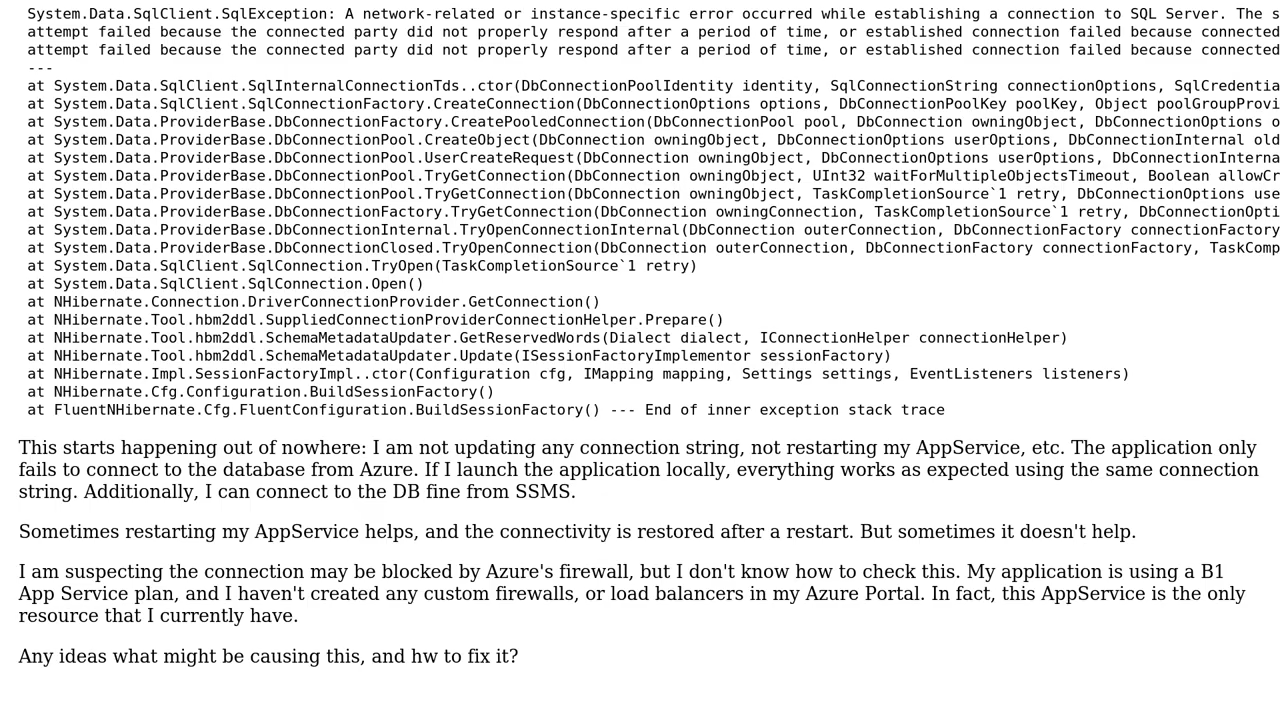 System.Data.SqlClient.SqlException: A network-related or instance-specific error occurred while establishing a connection to SQL Server. The s
attempt failed because the connected party did not properly respond after a period of time, or established connection failed because connected
attempt failed because the connected party did not properly respond after a period of time, or established connection failed because connected
---
at System.Data.SqlClient.SqlInternalConnectionTds..ctor(DbConnectionPoolIdentity identity, SqlConnectionString connectionOptions, SqlCredentia
at System.Data.SqlClient.SqlConnectionFactory.CreateConnection(DbConnectionOptions options, DbConnectionPoolKey poolKey, Object poolGroupProvi
at System.Data.ProviderBase.DbConnectionFactory.CreatePooledConnection(DbConnectionPool pool, DbConnection owningObject, DbConnectionOptions o
at System.Data.ProviderBase.DbConnectionPool.CreateObject(DbConnection owningObject, DbConnectionOptions userOptions, DbConnectionInternal old
at System.Data.ProviderBase.DbConnectionPool.UserCreateRequest(DbConnection owningObject, DbConnectionOptions userOptions, DbConnectionInterna
at System.Data.ProviderBase.DbConnectionPool.TryGetConnection(DbConnection owningObject, UInt32 waitForMultipleObjectsTimeout, Boolean allowCr
at System.Data.ProviderBase.DbConnectionPool.TryGetConnection(DbConnection owningObject, TaskCompletionSource`1 retry, DbConnectionOptions use
at System.Data.ProviderBase.DbConnectionFactory.TryGetConnection(DbConnection owningConnection, TaskCompletionSource`1 retry, DbConnectionOpti
at System.Data.ProviderBase.DbConnectionInternal.TryOpenConnectionInternal(DbConnection outerConnection, DbConnectionFactory connectionFactory
at System.Data.ProviderBase.DbConnectionClosed.TryOpenConnection(DbConnection outerConnection, DbConnectionFactory connectionFactory, TaskComp
at System.Data.SqlClient.SqlConnection.TryOpen(TaskCompletionSource`1 retry)
at System.Data.SqlClient.SqlConnection.Open()
at NHibernate.Connection.DriverConnectionProvider.GetConnection()
at NHibernate.Tool.hbm2ddl.SuppliedConnectionProviderConnectionHelper.Prepare()
at NHibernate.Tool.hbm2ddl.SchemaMetadataUpdater.GetReservedWords(Dialect dialect, IConnectionHelper connectionHelper)
at NHibernate.Tool.hbm2ddl.SchemaMetadataUpdater.Update(ISessionFactoryImplementor sessionFactory)
at NHibernate.Impl.SessionFactoryImpl..ctor(Configuration cfg, IMapping mapping, Settings settings, EventListeners listeners)
at NHibernate.Cfg.Configuration.BuildSessionFactory()
at FluentNHibernate.Cfg.FluentConfiguration.BuildSessionFactory() --- End of inner exception stack trace
This starts happening out of nowhere: I am not updating any connection string, not restarting my AppService, etc. The application only
fails to connect to the database from Azure. If I launch the application locally, everything works as expected using the same connection
string. Additionally, I can connect to the DB fine from SSMS.
Sometimes restarting my AppService helps, and the connectivity is restored after a restart. But sometimes it doesn't help.
I am suspecting the connection may be blocked by Azure's firewall, but I don't know how to check this. My application is using a B1
App Service plan, and I haven't created any custom firewalls, or load balancers in my Azure Portal. In fact, this AppService is the only
resource that I currently have.
Any ideas what might be causing this, and hw to fix it?